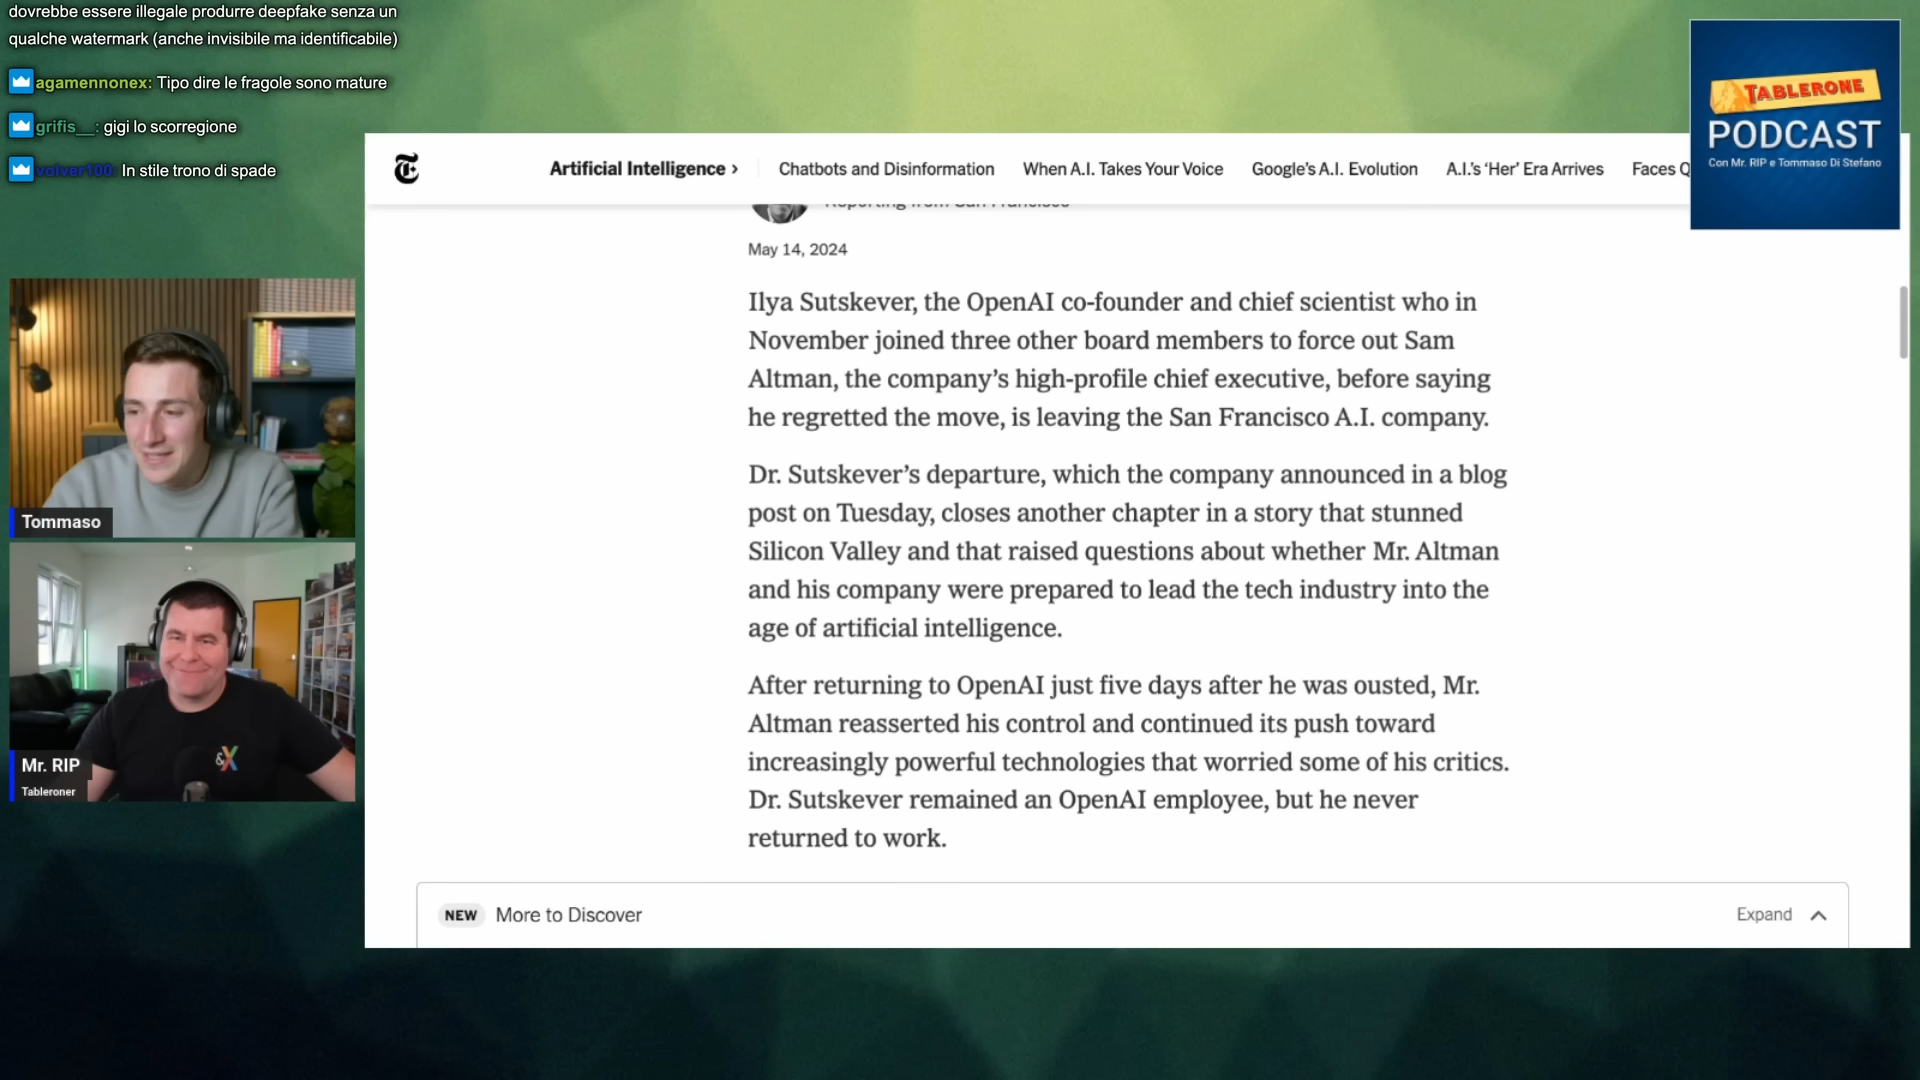 dovrebbe essere illegale produrre deepfake senza un
qualche watermark (anche invisibile ma identificabile)
agamennonex: Tipo dire le fragole sono mature
grifis__: gigi lo scorregione
volver100: In stile trono di spade
TABLERONE
PODCAST
Con Mr. RIP e Tommaso Di Stefano
Artificial Intelligence ›
Chatbots and Disinformation
When A.I. Takes Your Voice
Google’s A.I. Evolution
A.I.’s ‘Her’ Era Arrives
Faces Q
Reporting from San Francisco
May 14, 2024
Ilya Sutskever, the OpenAI co-founder and chief scientist who in
November joined three other board members to force out Sam
Altman, the company’s high-profile chief executive, before saying
he regretted the move, is leaving the San Francisco A.I. company.
Dr. Sutskever’s departure, which the company announced in a blog
post on Tuesday, closes another chapter in a story that stunned
Silicon Valley and that raised questions about whether Mr. Altman
and his company were prepared to lead the tech industry into the
age of artificial intelligence.
After returning to OpenAI just five days after he was ousted, Mr.
Altman reasserted his control and continued its push toward
increasingly powerful technologies that worried some of his critics.
Dr. Sutskever remained an OpenAI employee, but he never
returned to work.
NEW More to Discover
Expand
Tommaso
&X
Mr. RIP
Tableroner